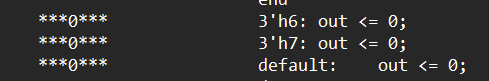 end
***0*** 3'h6: out <= 0;
***0*** 3'h7: out <= 0;
***0*** default: out <= 0;